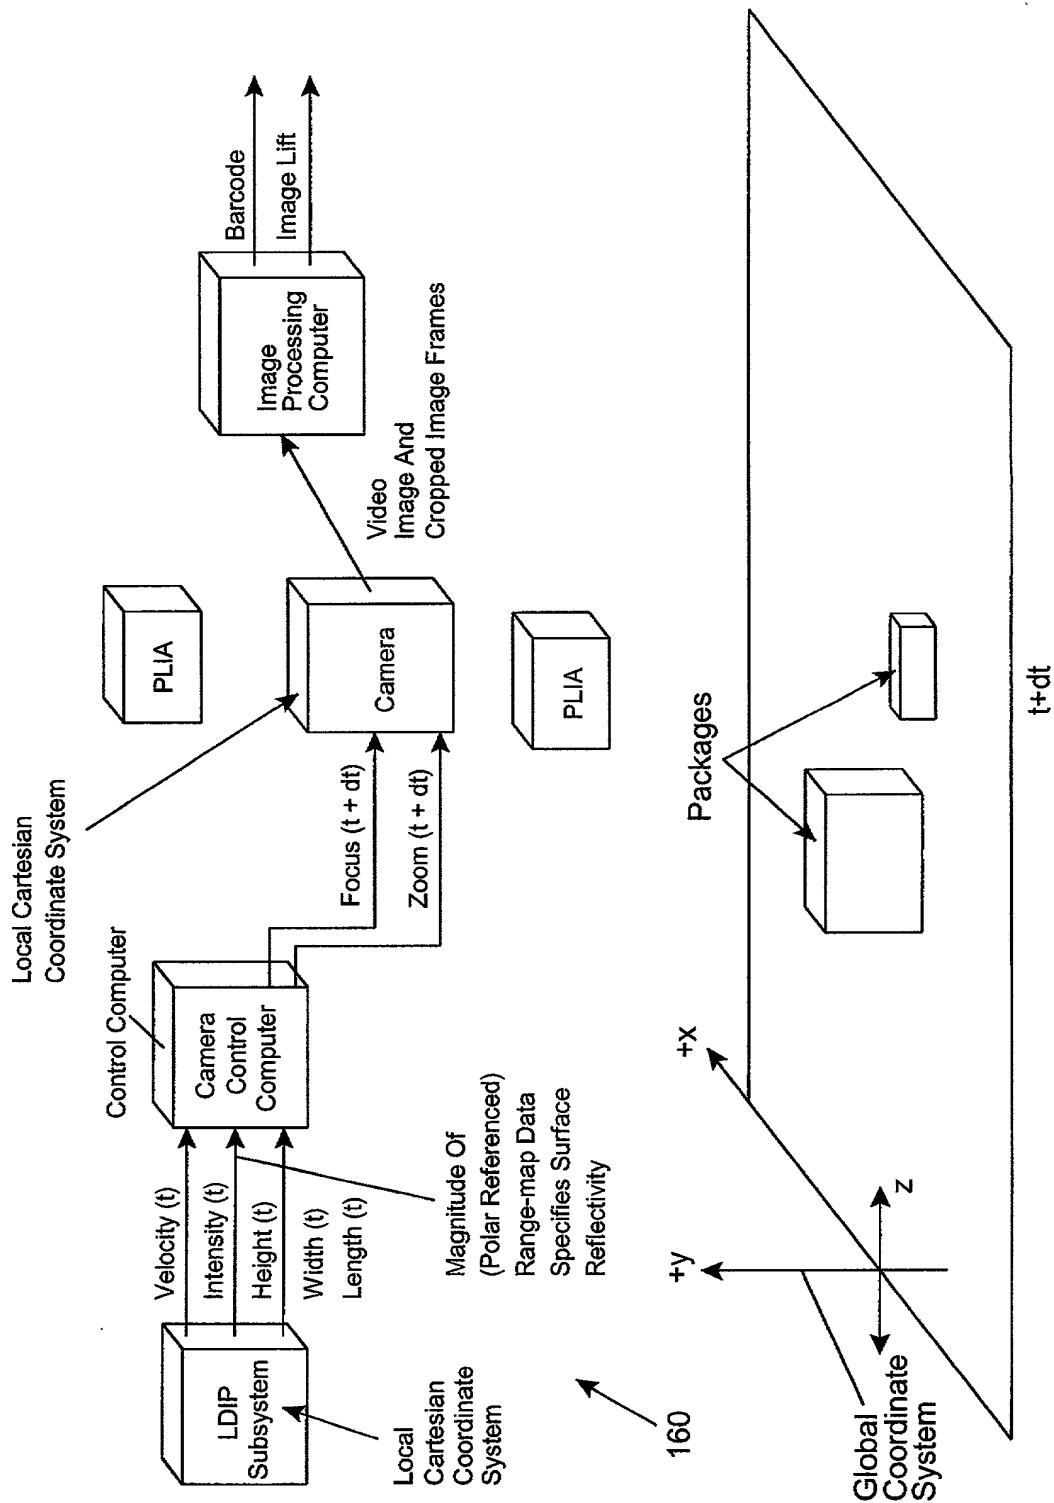 LDIP
Subsystem
Local
Cartesian
Coordinate
System
Velocity (t)
Intensity (t)
Height (t)
Width (t)
Length (t)
Magnitude Of
(Polar Referenced)
Range-map Data
Specifies Surface
Reflectivity
Control Computer
Camera
Control
Computer
Local Cartesian
Coordinate System
Focus (t + dt)
Zoom (t + dt)
PLIA
Camera
PLIA
Video
Image And
Cropped Image Frames
Image
Processing
Computer
Barcode
Image Lift
160
Global
Coordinate
System
+y
z
+x
Packages
t+dt